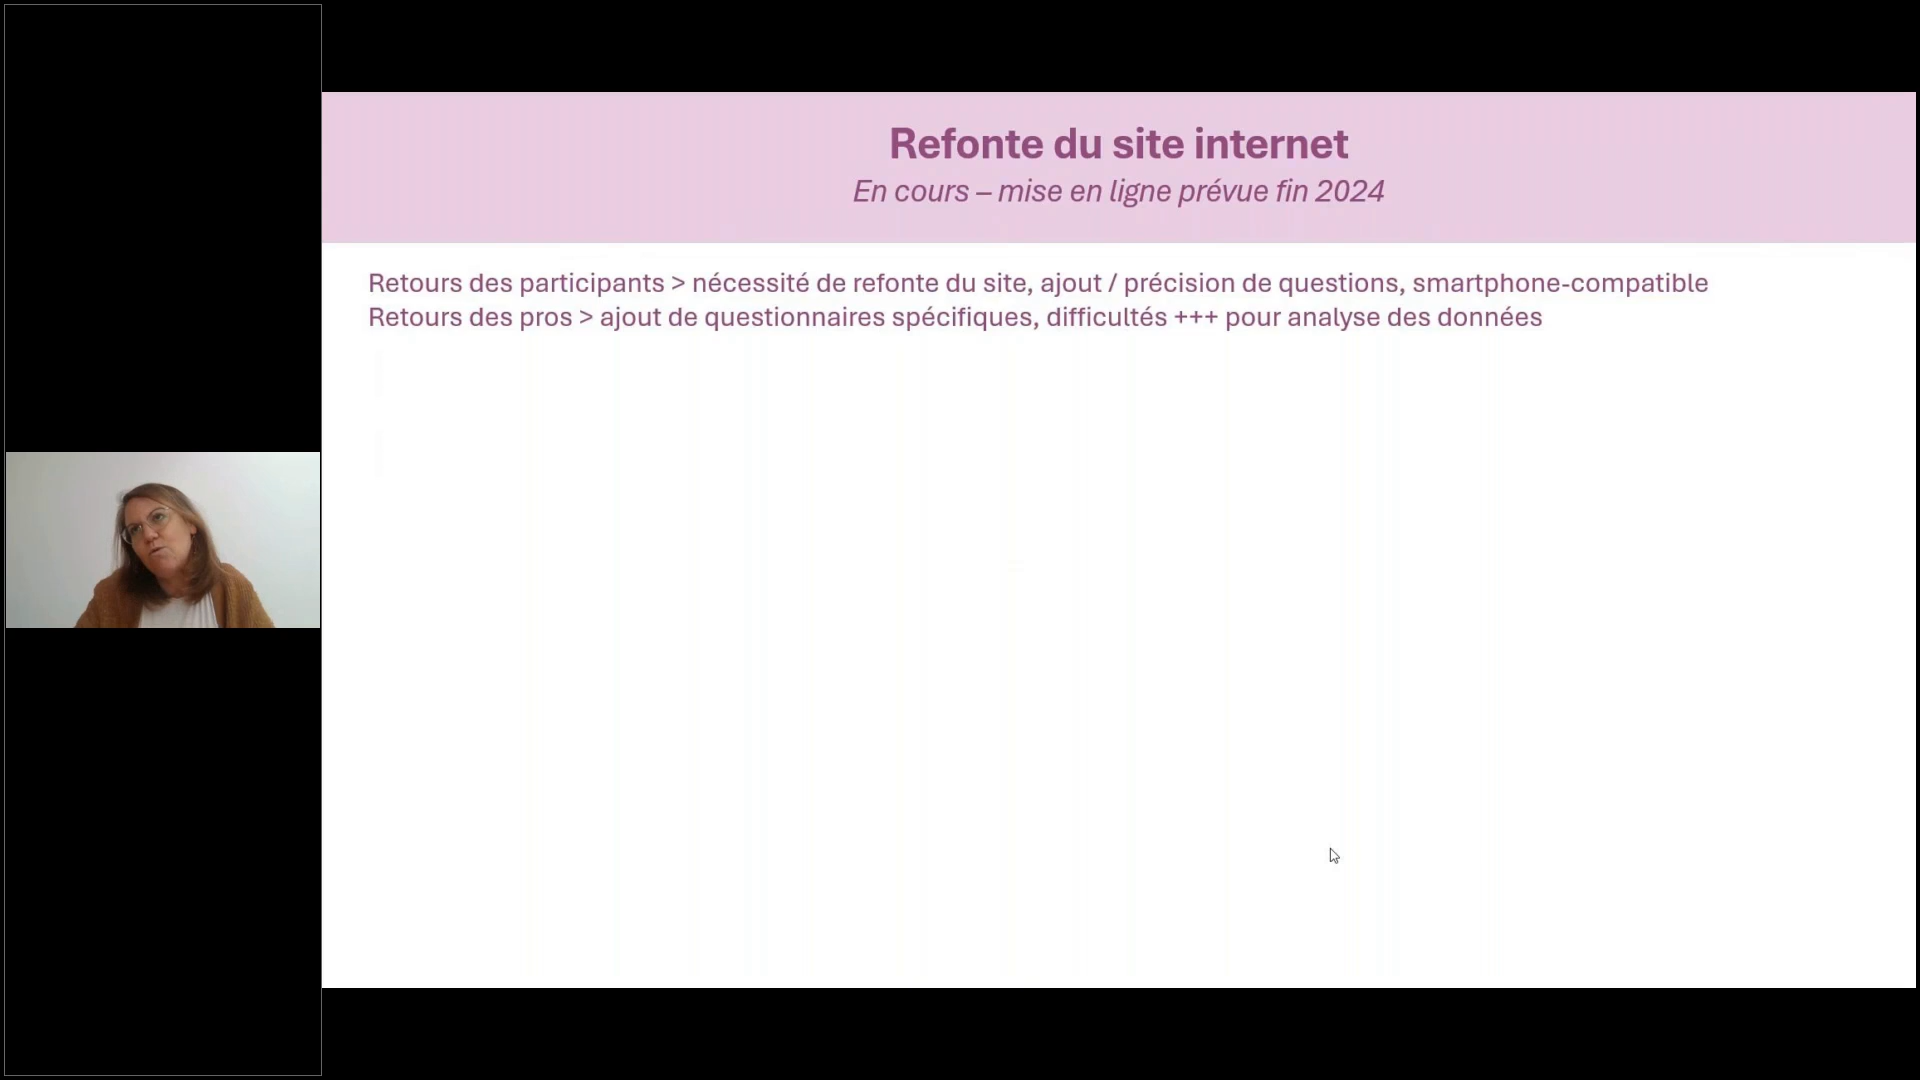 Refonte du site internet
En cours – mise en ligne prévue fin 2024
Retours des participants > nécessité de refonte du site, ajout / précision de questions, smartphone-compatible
Retours des pros > ajout de questionnaires spécifiques, difficultés +++ pour analyse des données